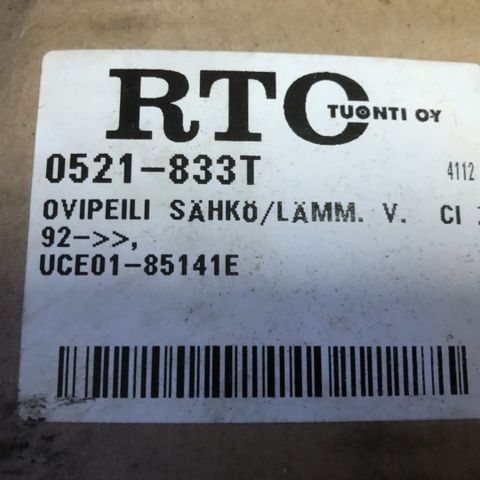 RTC TUONTI OY
0521-833T 4112
OVIPEILI SÄHKÖ/LÄMM. V. CI
92->>,
UCE01-85141E